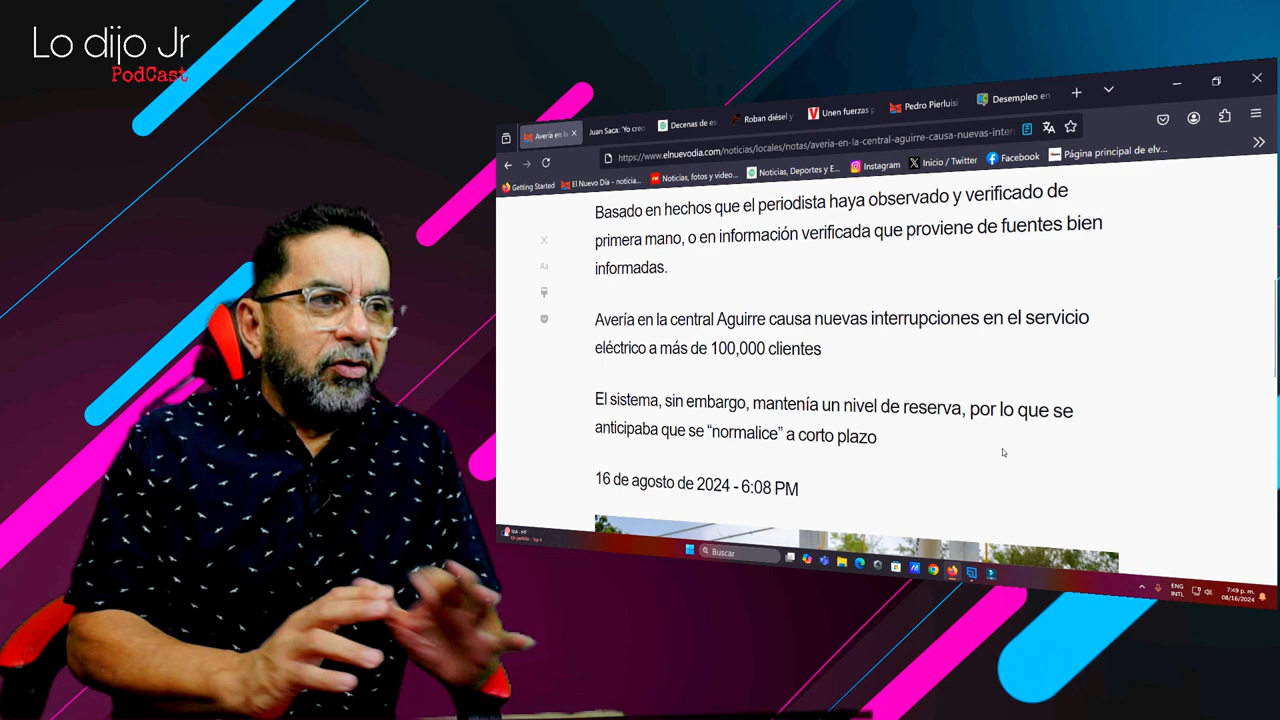 Lo dijo Jr
PodCast
Avería en la
Juan Saca: 'Yo creo
Decenas de es
Roban diésel y
Unen fuerzas p
Pedro Pierluisi
Desempleo en
https://www.elnuevodia.com/noticias/locales/notas/averia-en-la-central-aguirre-causa-nuevas-inter
Getting Started
El Nuevo Día - noticia...
Noticias, fotos y video...
Noticias, Deportes y E...
Instagram
Inicio / Twitter
Facebook
Página principal de elv...
Basado en hechos que el periodista haya observado y verificado de
primera mano, o en información verificada que proviene de fuentes bien
informadas.
Aa
Avería en la central Aguirre causa nuevas interrupciones en el servicio
eléctrico a más de 100,000 clientes
El sistema, sin embargo, mantenía un nivel de reserva, por lo que se
anticipaba que se “normalice” a corto plazo
16 de agosto de 2024 - 6:08 PM
Buscar
ENG
INTL
7:49 p. m.
08/16/2024